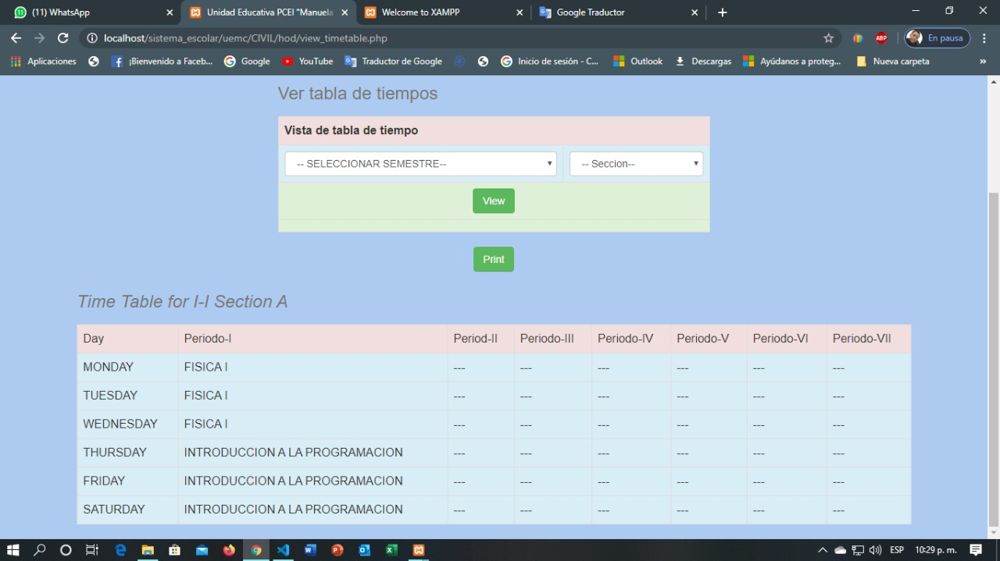 (11) WhatsApp
Unidad Educativa PCEI "Manuela
Welcome to XAMPP
Google Traductor
localhost/sistema_escolar/uemc/CIVIL/hod/view_timetable.php
ABP
En pausa
Aplicaciones
¡Bienvenido a Faceb...
Google
YouTube
Traductor de Google
Inicio de sesión - C...
Outlook
Descargas
Ayúdanos a proteg...
Nueva carpeta
»
Ver tabla de tiempos
Vista de tabla de tiempo
-- SELECCIONAR SEMESTRE-- -- Seccion--
View
Print
Time Table for I-I Section A
Day Periodo-I Period-II Periodo-III Periodo-IV Periodo-V Periodo-VI Periodo-VII
MONDAY FISICA I --- --- --- --- --- ---
TUESDAY FISICA I --- --- --- --- --- ---
WEDNESDAY FISICA I --- --- --- --- --- ---
THURSDAY INTRODUCCION A LA PROGRAMACION --- --- --- --- --- ---
FRIDAY INTRODUCCION A LA PROGRAMACION --- --- --- --- --- ---
SATURDAY INTRODUCCION A LA PROGRAMACION --- --- --- --- --- ---
ESP 10:29 p. m.